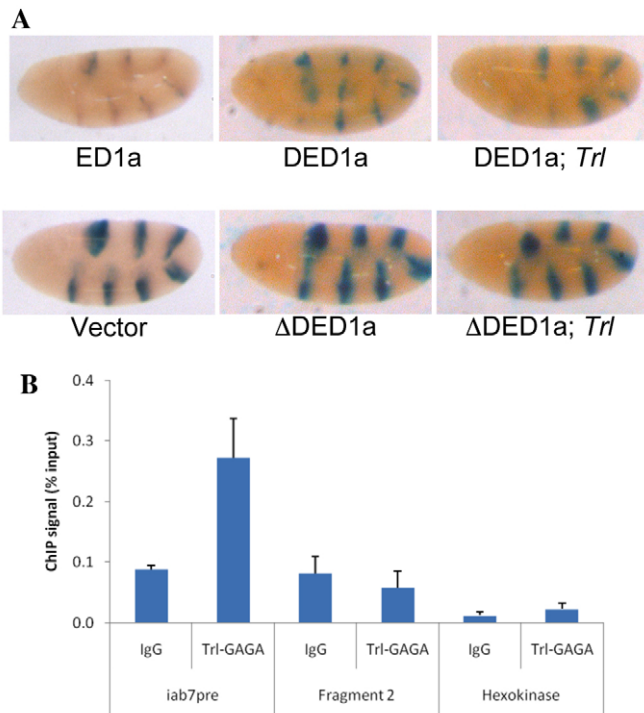 A
ED1a DED1a DED1a; Trl
Vector ΔDED1a ΔDED1a; Trl
B
ChIP signal (% input)
0.4
0.3
0.2
0.1
0.0
IgG Trl-GAGA IgG Trl-GAGA IgG Trl-GAGA
iab7pre Fragment 2 Hexokinase